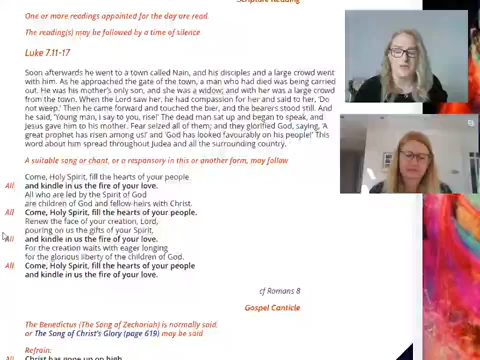 Scripture Reading
One or more readings appointed for the day are read.
The reading(s) may be followed by a time of silence
Luke 7.11-17
Soon afterwards he went to a town called Nain, and his disciples and a large crowd went
with him. As he approached the gate of the town, a man who had died was being carried
out. He was his mother's only son, and she was a widow; and with her was a large crowd
from the town. When the Lord saw her, he had compassion for her and said to her, 'Do
not weep.' Then he came forward and touched the bier, and the bearers stood still. And
he said, 'Young man, I say to you, rise!' The dead man sat up and began to speak, and
Jesus gave him to his mother. Fear seized all of them; and they glorified God, saying, 'A
great prophet has risen among us!' and 'God has looked favourably on his people!' This
word about him spread throughout Judea and all the surrounding country.
A suitable song or chant, or a responsory in this or another form, may follow
Come, Holy Spirit, fill the hearts of your people
All and kindle in us the fire of your love.
All who are led by the Spirit of God
are children of God and fellow-heirs with Christ.
All Come, Holy Spirit, fill the hearts of your people.
Renew the face of your creation, Lord,
pouring on us the gifts of your Spirit,
All and kindle in us the fire of your love.
For the creation waits with eager longing
for the glorious liberty of the children of God.
All Come, Holy Spirit, fill the hearts of your people
and kindle in us the fire of your love.
cf Romans 8
Gospel Canticle
The Benedictus (The Song of Zechariah) is normally said,
or The Song of Christ's Glory (page 619) may be said
Refrain:
All Christ has gone up on high